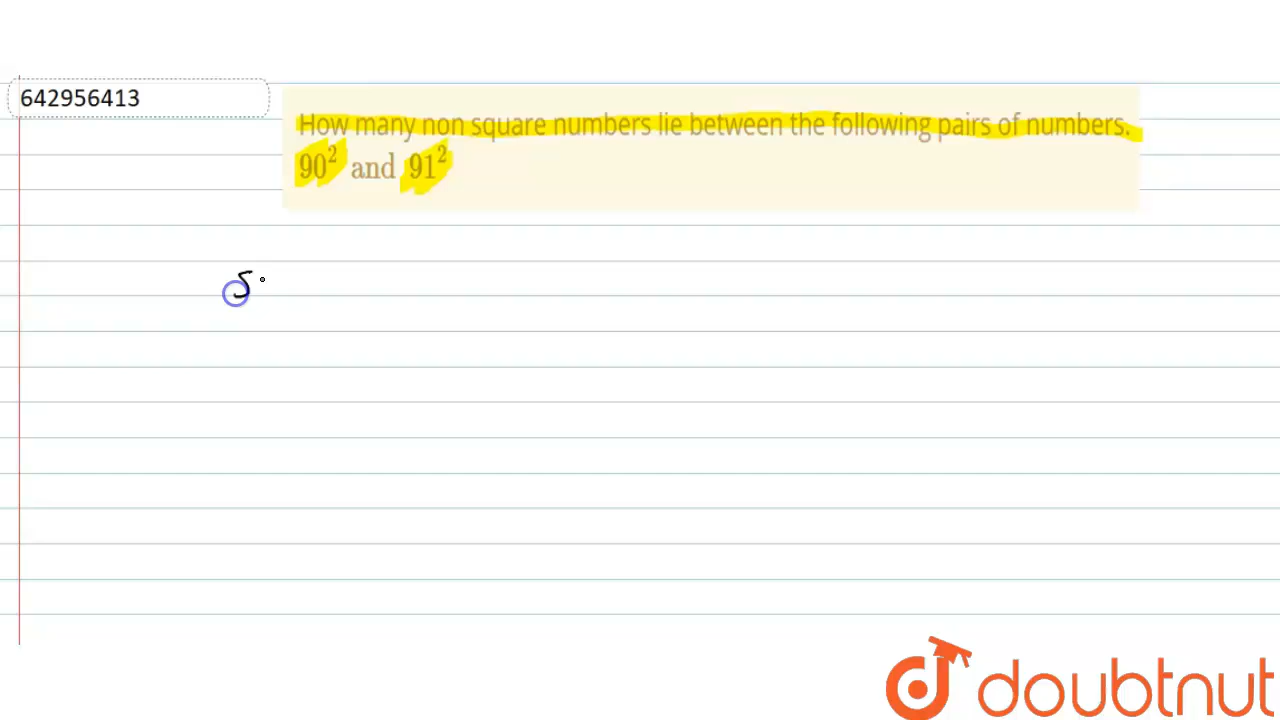 642956413
How many non square numbers lie between the following pairs of numbers.
90² and 91²
S
doubtnut